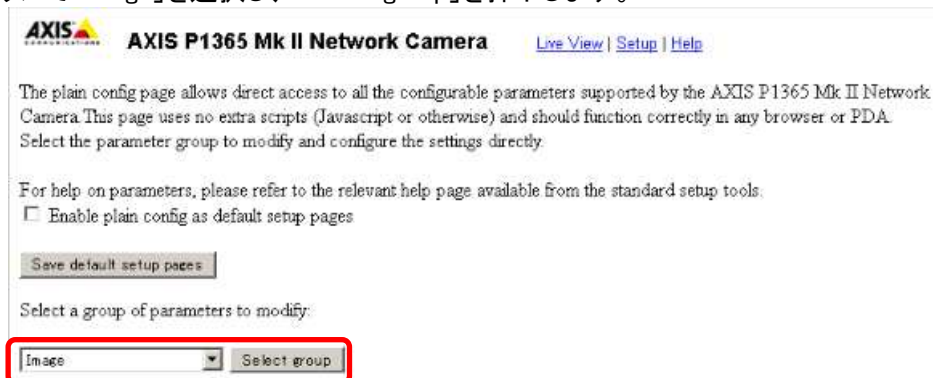 AXIS
COMMUNICATIONS
AXIS P1365 Mk II Network Camera Live View | Setup | Help
The plain config page allows direct access to all the configurable parameters supported by the AXIS P1365 Mk II Network
Camera.This page uses no extra scripts (Javascript or otherwise) and should function correctly in any browser or PDA.
Select the parameter group to modify and configure the settings directly.
For help on parameters, please refer to the relevant help page available from the standard setup tools.
Enable plain config as default setup pages
Save default setup pages
Select a group of parameters to modify:
Image Select group